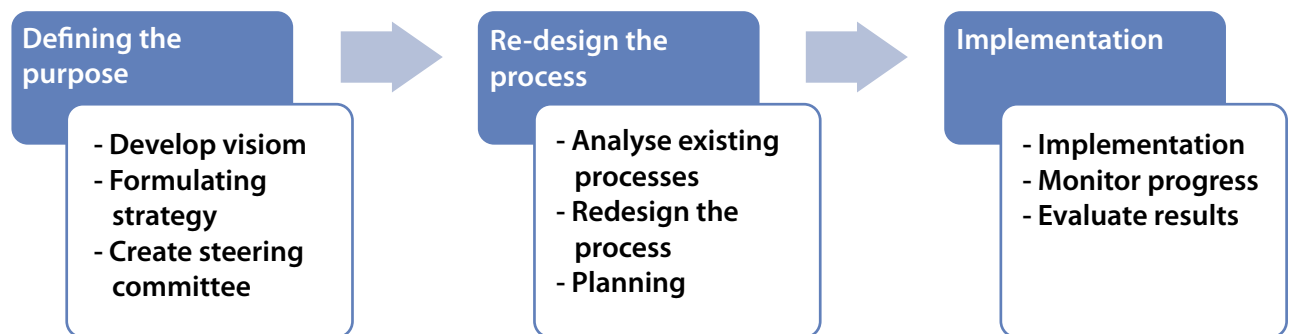 Defining the
purpose
- Develop visiom
- Formulating
strategy
- Create steering
committee
Re-design the
process
- Analyse existing
processes
- Redesign the
process
- Planning
Implementation
- Implementation
- Monitor progress
- Evaluate results